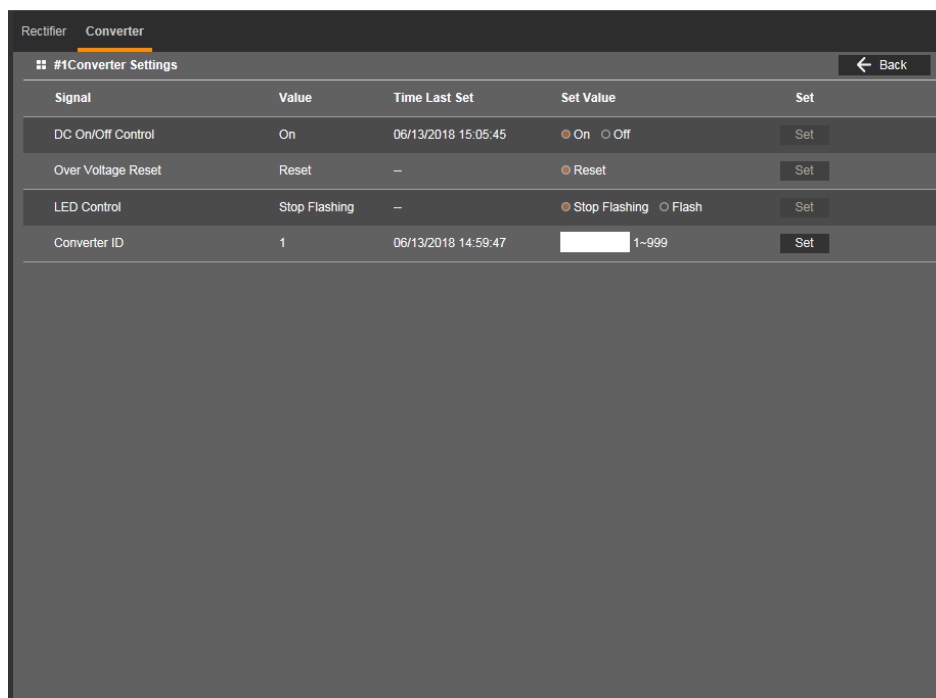 Rectifier Converter
#1Converter Settings Back
Signal Value Time Last Set Set Value Set
DC On/Off Control On 06/13/2018 15:05:45 On Off Set
Over Voltage Reset Reset -- Reset Set
LED Control Stop Flashing -- Stop Flashing Flash Set
Converter ID 1 06/13/2018 14:59:47 1~999 Set